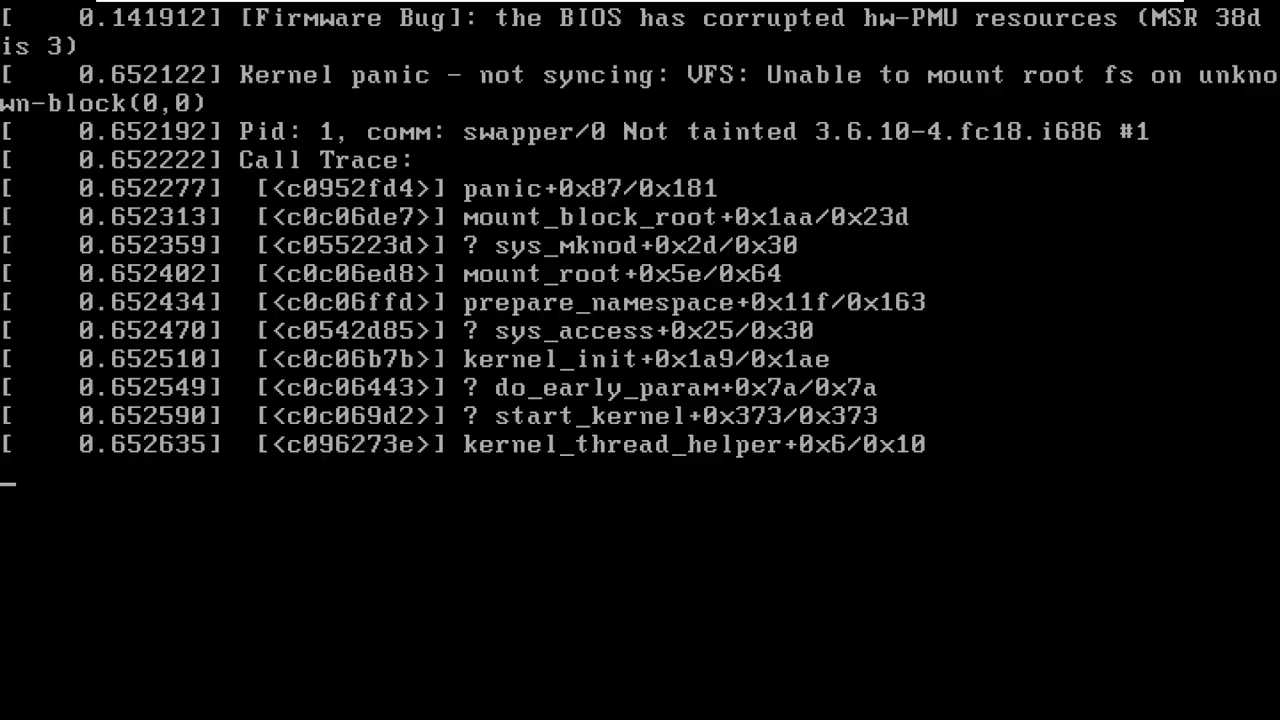 [    0.141912] [Firmware Bug]: the BIOS has corrupted hw-PMU resources (MSR 38d
is 3)
[    0.652122] Kernel panic - not syncing: VFS: Unable to mount root fs on unkno
wn-block(0,0)
[    0.652192] Pid: 1, comm: swapper/0 Not tainted 3.6.10-4.fc18.i686 #1
[    0.652222] Call Trace:
[    0.652277]  [<c0952fd4>] panic+0x87/0x181
[    0.652313]  [<c0c06de7>] mount_block_root+0x1aa/0x23d
[    0.652359]  [<c055223d>] ? sys_mknod+0x2d/0x30
[    0.652402]  [<c0c06ed8>] mount_root+0x5e/0x64
[    0.652434]  [<c0c06ffd>] prepare_namespace+0x11f/0x163
[    0.652470]  [<c0542d85>] ? sys_access+0x25/0x30
[    0.652510]  [<c0c06b7b>] kernel_init+0x1a9/0x1ae
[    0.652549]  [<c0c06443>] ? do_early_param+0x7a/0x7a
[    0.652590]  [<c0c069d2>] ? start_kernel+0x373/0x373
[    0.652635]  [<c096273e>] kernel_thread_helper+0x6/0x10
_